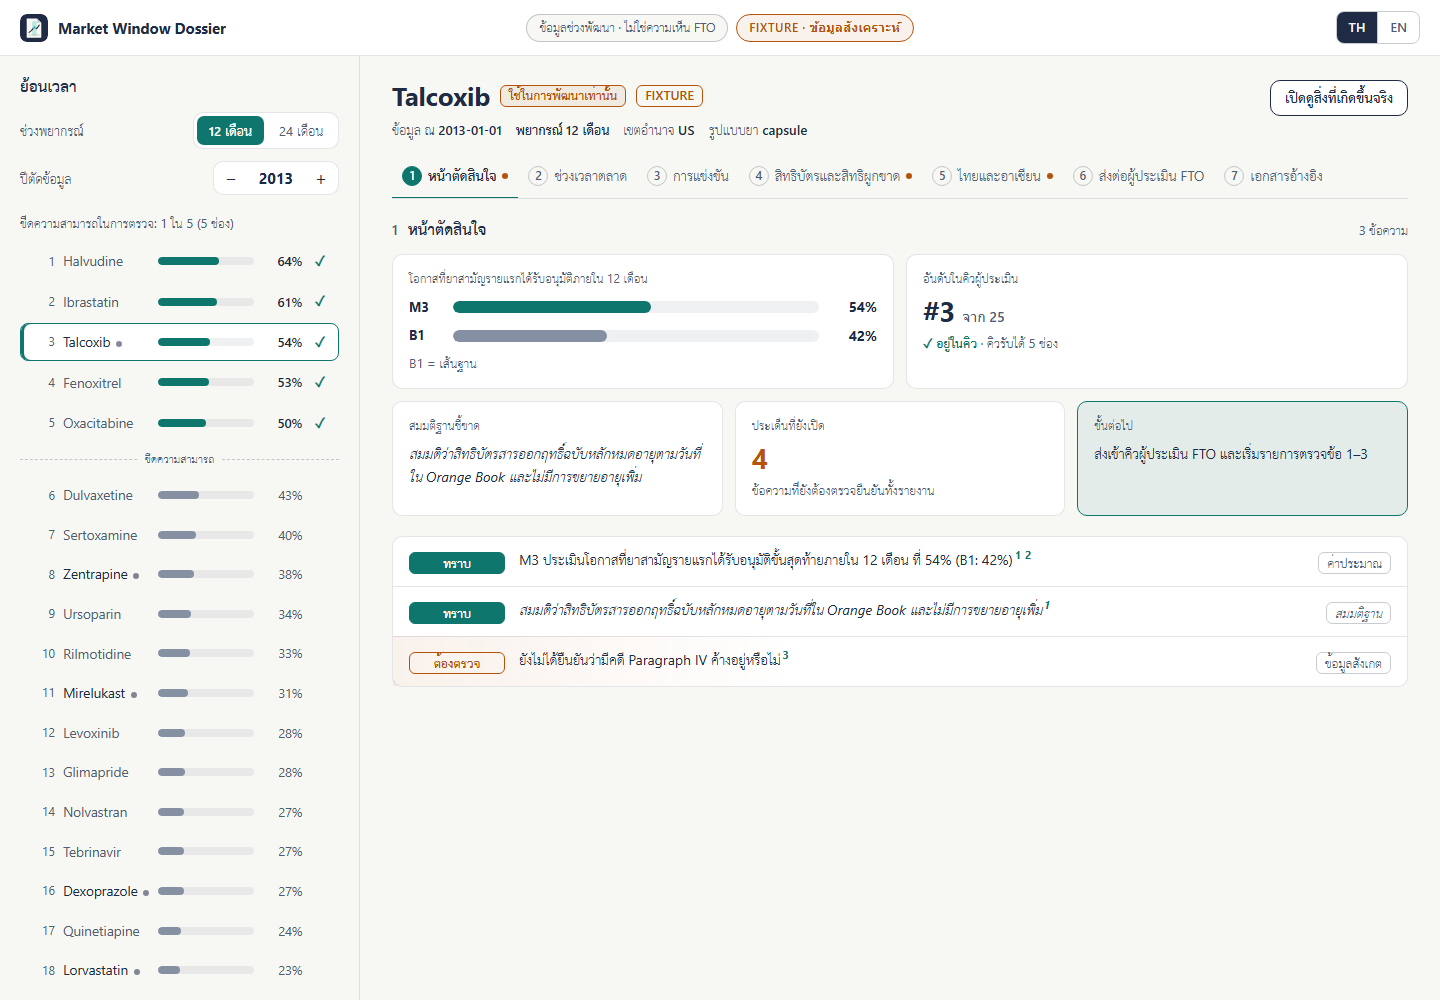 Market Window Dossier
ข้อมูลช่วงพัฒนา · ไม่ใช่ความเห็น FTO
FIXTURE · ข้อมูลสังเคราะห์
TH EN
ย้อนเวลา
ช่วงพยากรณ์ 12 เดือน 24 เดือน
ปีตัดข้อมูล − 2013 +
ขีดความสามารถในการตรวจ: 1 ใน 5 (5 ช่อง)
1 Halvudine 64% ✓
2 Ibrastatin 61% ✓
3 Talcoxib 54% ✓
4 Fenoxitrel 53% ✓
5 Oxacitabine 50% ✓
ขีดความสามารถ
6 Dulvaxetine 43%
7 Sertoxamine 40%
8 Zentrapine 38%
9 Ursoparin 34%
10 Rilmotidine 33%
11 Mirelukast 31%
12 Levoxinib 28%
13 Glimapride 28%
14 Nolvastran 27%
15 Tebrinavir 27%
16 Dexoprazole 27%
17 Quinetiapine 24%
18 Lorvastatin 23%
Talcoxib ใช้ในการพัฒนาเท่านั้น FIXTURE
เปิดดูสิ่งที่เกิดขึ้นจริง
ข้อมูล ณ 2013-01-01 พยากรณ์ 12 เดือน เขตอำนาจ US รูปแบบยา capsule
1 หน้าตัดสินใจ 2 ช่วงเวลาตลาด 3 การแข่งขัน 4 สิทธิบัตรและสิทธิผูกขาด 5 ไทยและอาเซียน 6 ส่งต่อผู้ประเมิน FTO 7 เอกสารอ้างอิง
1 หน้าตัดสินใจ 3 ข้อความ
โอกาสที่ยาสามัญรายแรกได้รับอนุมัติภายใน 12 เดือน
M3 54%
B1 42%
B1 = เส้นฐาน
อันดับในคิวผู้ประเมิน
#3 จาก 25
✓ อยู่ในคิว · คิวรับได้ 5 ช่อง
สมมติฐานชี้ขาด
สมมติว่าสิทธิบัตรสารออกฤทธิ์ฉบับหลักหมดอายุตามวันที่
ใน Orange Book และไม่มีการขยายอายุเพิ่ม
ประเด็นที่ยังเปิด
4
ข้อความที่ยังต้องตรวจยืนยันทั้งรายงาน
ขั้นต่อไป
ส่งเข้าคิวผู้ประเมิน FTO และเริ่มรายการตรวจข้อ 1–3
ทราบ M3 ประเมินโอกาสที่ยาสามัญรายแรกได้รับอนุมัติขั้นสุดท้ายภายใน 12 เดือน ที่ 54% (B1: 42%) 1 2 ค่าประมาณ
ทราบ สมมติว่าสิทธิบัตรสารออกฤทธิ์ฉบับหลักหมดอายุตามวันที่ใน Orange Book และไม่มีการขยายอายุเพิ่ม 1 สมมติฐาน
ต้องตรวจ ยังไม่ได้ยืนยันว่ามีคดี Paragraph IV ค้างอยู่หรือไม่ 3 ข้อมูลสังเกต